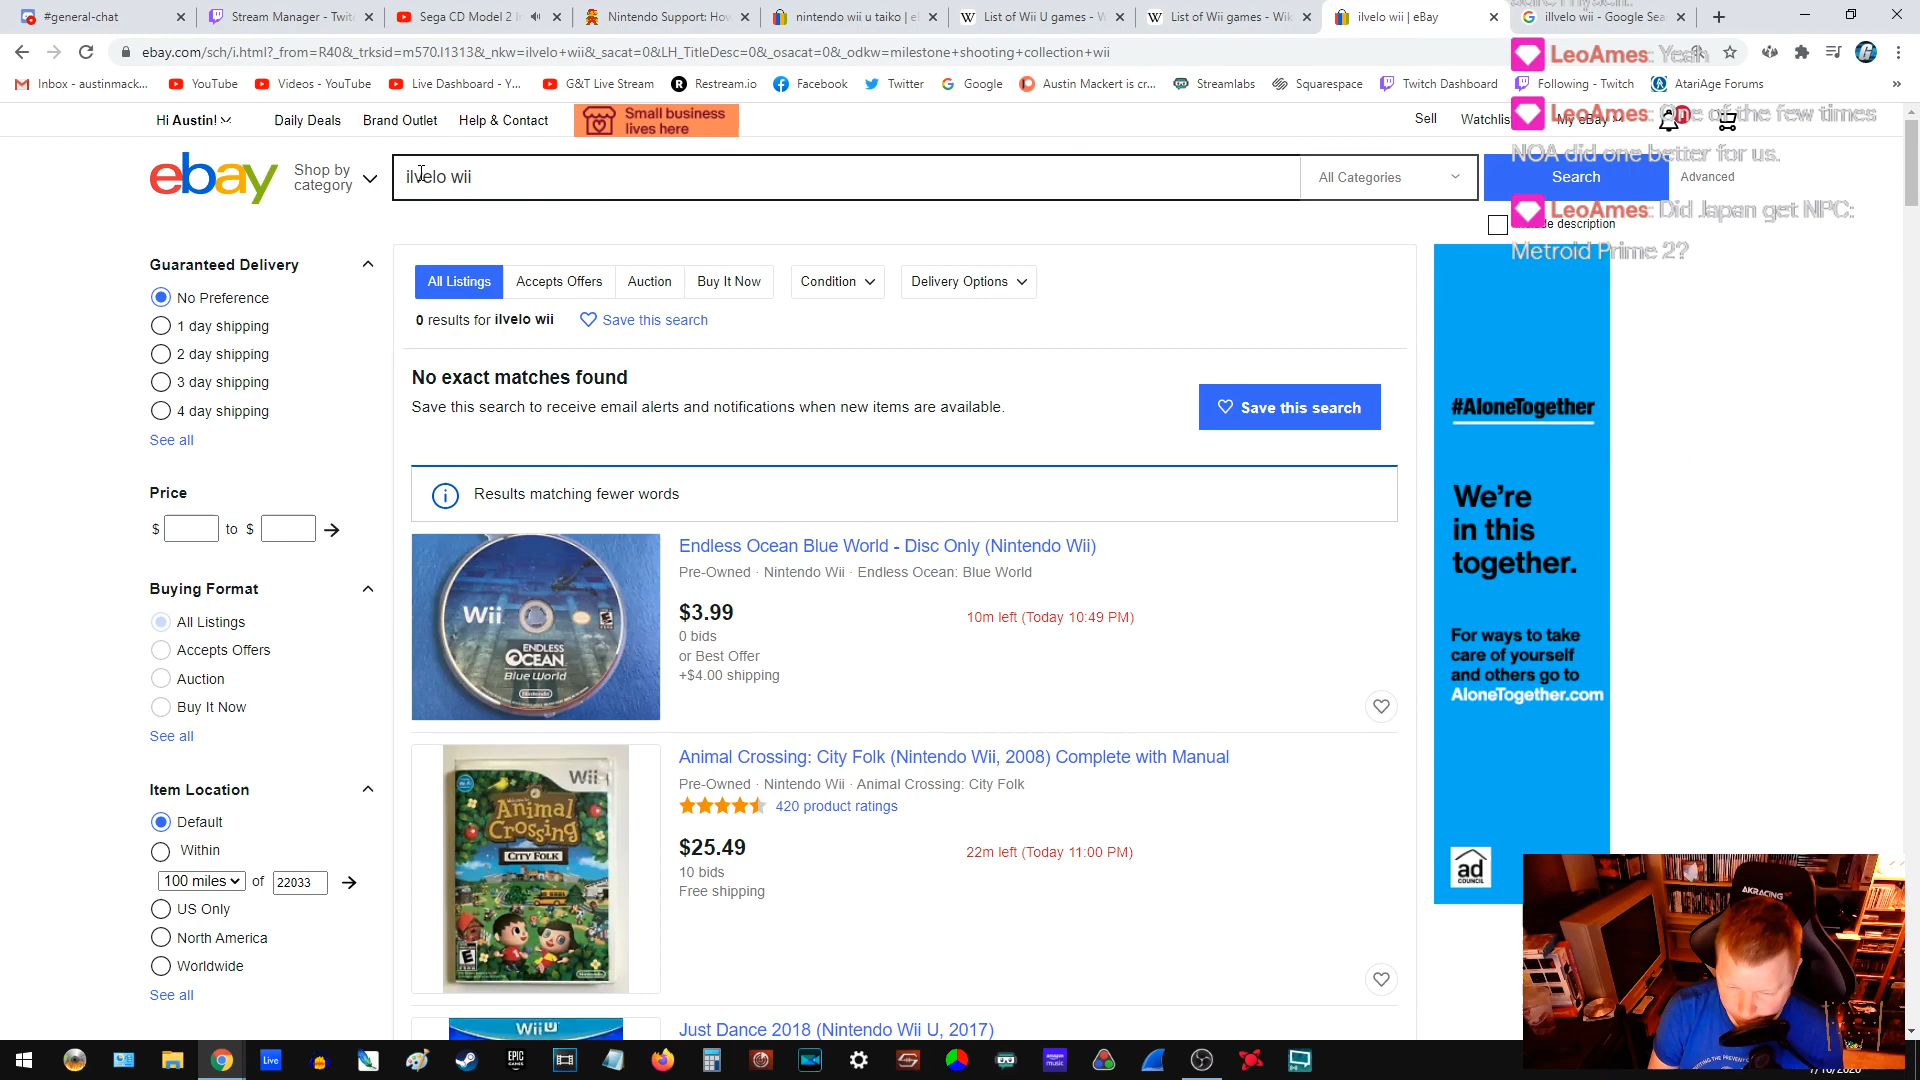 #general-chat
Stream Manager - Twit
Sega CD Model 2 I
Nintendo Support: Ho
nintendo wii u taiko | e
List of Wii U games - W
List of Wii games - Wik
ilvelo wii | eBay
illvelo wii - Google Sea
ebay.com/sch/i.html?_from=R40&_trksid=m570.l1313&_nkw=ilvelo+wii&_sacat=0&LH_TitleDesc=0&_osacat=0&_odkw=milestone+shooting+collection+wii
Inbox - austinmack...
YouTube
Videos - YouTube
Live Dashboard - Y...
G&T Live Stream
Restream.io
Facebook
Twitter
Google
Austin Mackert is cr...
Streamlabs
Squarespace
Twitch Dashboard
Following - Twitch
AtariAge Forums
LeoAmes: Yeah
LeoAmes: One of the few times
NOA did one better for us.
LeoAmes: Did Japan get NPC:
Metroid Prime 2?
Hi Austin!
Daily Deals
Brand Outlet
Help & Contact
Small business
lives here
Sell
Watchlis
My eBay
ebay
Shop by
category
ilvelo wii
All Categories
Search
Advanced
description
Guaranteed Delivery
No Preference
1 day shipping
2 day shipping
3 day shipping
4 day shipping
See all
Price
$ to $
Buying Format
All Listings
Accepts Offers
Auction
Buy It Now
See all
Item Location
Default
Within
100 miles of 22033
US Only
North America
Worldwide
See all
All Listings
Accepts Offers
Auction
Buy It Now
Condition
Delivery Options
0 results for ilvelo wii
Save this search
No exact matches found
Save this search to receive email alerts and notifications when new items are available.
Save this search
Results matching fewer words
Wii
ENDLESS
OCEAN
Blue World
Nintendo
Endless Ocean Blue World - Disc Only (Nintendo Wii)
Pre-Owned · Nintendo Wii · Endless Ocean: Blue World
$3.99
0 bids
or Best Offer
+$4.00 shipping
10m left (Today 10:49 PM)
Wii
Animal
Crossing
CITY FOLK
E
Nintendo
Animal Crossing: City Folk (Nintendo Wii, 2008) Complete with Manual
Pre-Owned · Nintendo Wii · Animal Crossing: City Folk
420 product ratings
$25.49
10 bids
Free shipping
22m left (Today 11:00 PM)
WiiU
Just Dance 2018 (Nintendo Wii U, 2017)
#AloneTogether
We're
in this
together.
For ways to take
care of yourself
and others go to
AloneTogether.com
ad
COUNCIL
AKRACING
Live
EPIC
GAMES
amazon
music